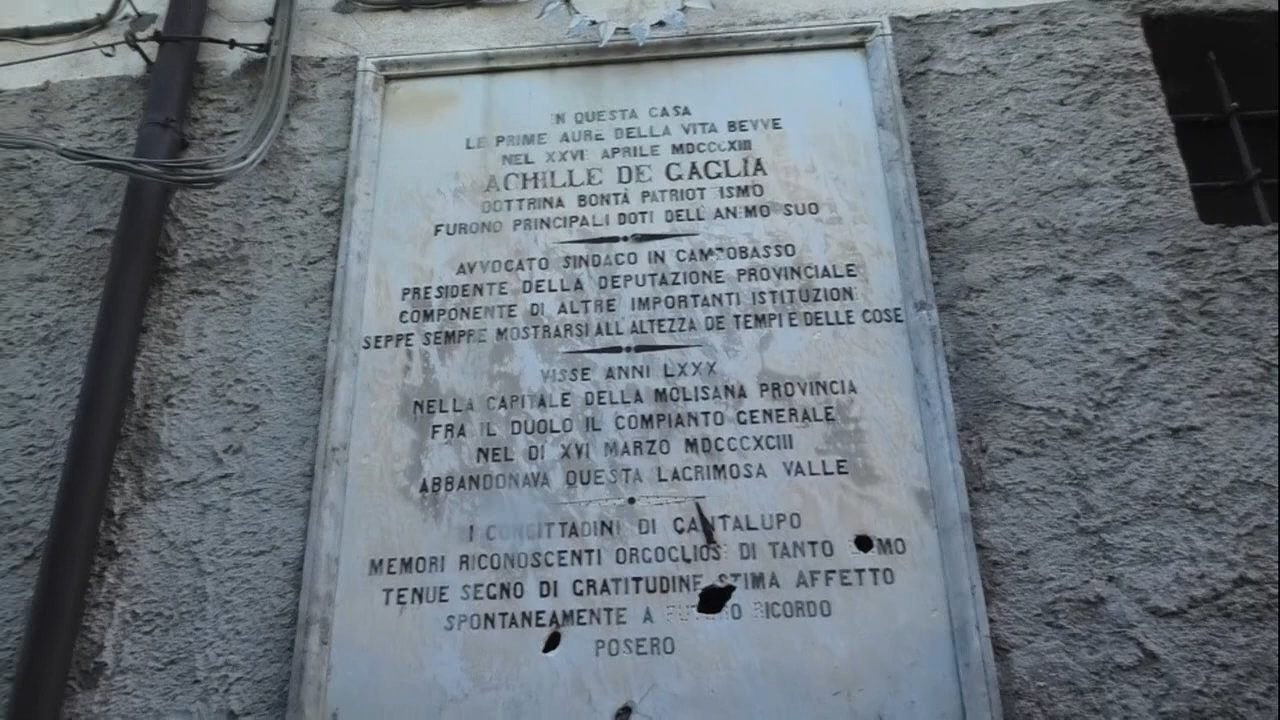 IN QUESTA CASA
LE PRIME AURE DELLA VITA BEVVE
NEL XXVI APRILE MDCCCXIII
ACHILLE DE GAGLIA
DOTTRINA BONTÀ PATRIOTISMO
FURONO PRINCIPALI DOTI DELL'ANIMO SUO
AVVOCATO SINDACO IN CAMPOBASSO
PRESIDENTE DELLA DEPUTAZIONE PROVINCIALE
COMPONENTE DI ALTRE IMPORTANTI ISTITUZIONI
SEPPE SEMPRE MOSTRARSI ALL ALTEZZA DE TEMPI E DELLE COSE
VISSE ANNI LXXX
NELLA CAPITALE DELLA MOLISANA PROVINCIA
FRA IL DUOLO IL COMPIANTO GENERALE
NEL DI XVI MARZO MDCCCXCIII
ABBANDONAVA QUESTA LACRIMOSA VALLE
I CONCITTADINI DI CANTALUPO
MEMORI RICONOSCENTI ORGOGLIOSI DI TANTO UOMO
TENUE SEGNO DI GRATITUDINE STIMA AFFETTO
SPONTANEAMENTE A FUTURO RICORDO
POSERO